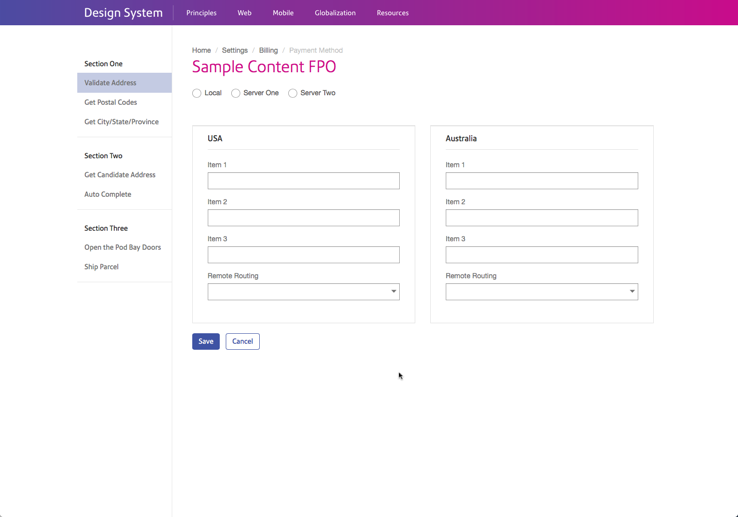 Design System
Principles Web Mobile Globalization Resources
Section One
Validate Address
Get Postal Codes
Get City/State/Province
Section Two
Get Candidate Address
Auto Complete
Section Three
Open the Pod Bay Doors
Ship Parcel
Home / Settings / Billing / Payment Method
Sample Content FPO
Local Server One Server Two
USA
Item 1
Item 2
Item 3
Remote Routing
Australia
Item 1
Item 2
Item 3
Remote Routing
Save Cancel